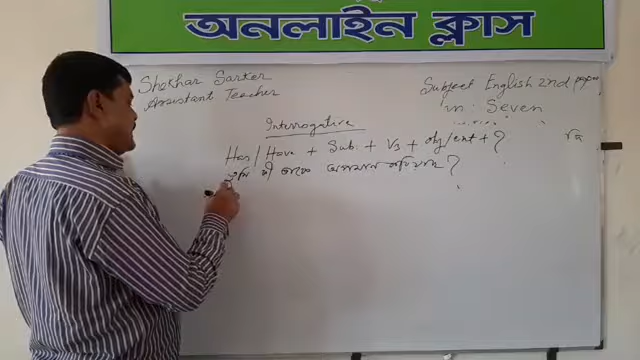 অনলাইন ক্লাস
Shekhar Sarker
Assistant Teacher
Subject English 2nd paper
in: Seven
Interrogative
Has/Have + Sub. + V3 + obj/ext + ?
তুমি কী তাকে ?